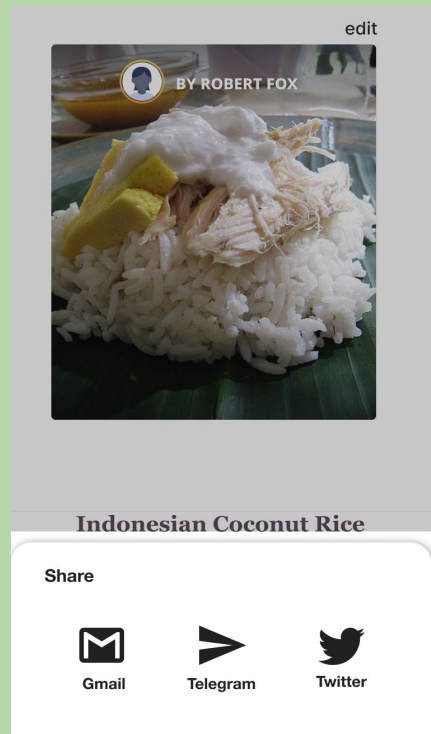 edit
BY ROBERT FOX
Indonesian Coconut Rice
Share
Gmail
Telegram
Twitter